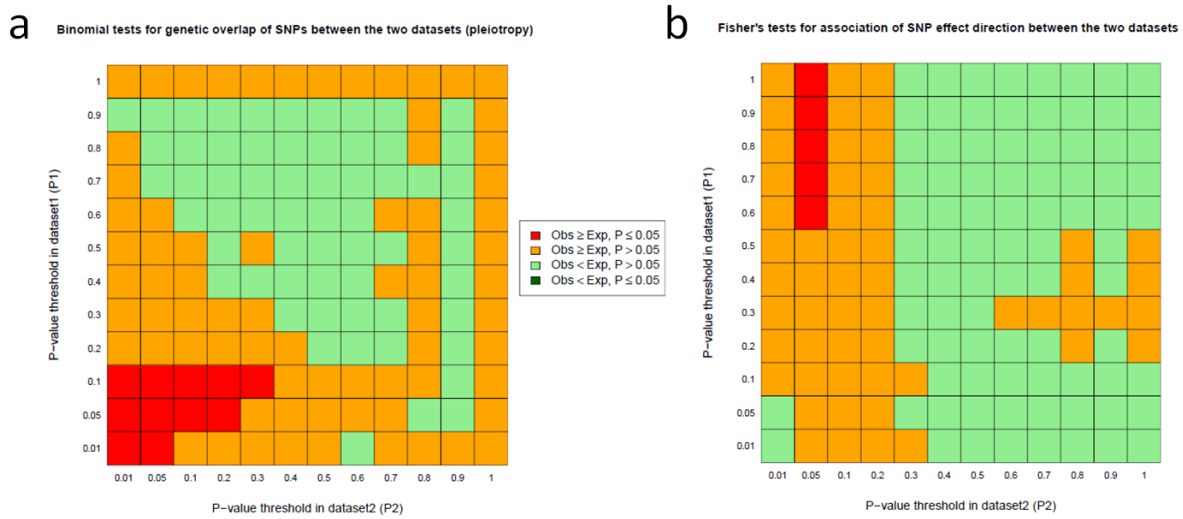 a
Binomial tests for genetic overlap of SNPs between the two datasets (pleiotropy)
1
0.9
0.8
0.7
0.6
0.5
0.4
0.3
0.2
0.1
0.05
0.01
P−value threshold in dataset1 (P1)
0.01 0.05 0.1 0.2 0.3 0.4 0.5 0.6 0.7 0.8 0.9 1
P−value threshold in dataset2 (P2)
Obs ≥ Exp, P ≤ 0.05
Obs ≥ Exp, P > 0.05
Obs < Exp, P > 0.05
Obs < Exp, P ≤ 0.05
b
Fisher's tests for association of SNP effect direction between the two datasets
1
0.9
0.8
0.7
0.6
0.5
0.4
0.3
0.2
0.1
0.05
0.01
P−value threshold in dataset1 (P1)
0.01 0.05 0.1 0.2 0.3 0.4 0.5 0.6 0.7 0.8 0.9 1
P−value threshold in dataset2 (P2)